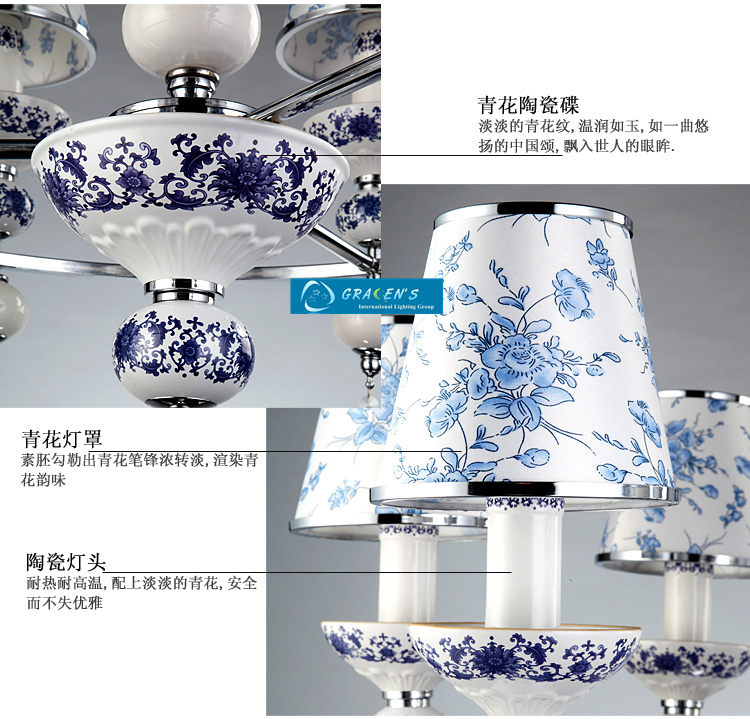 青花陶瓷碟
淡淡的青花纹,温润如玉,如一曲悠
扬的中国颂,飘入世人的眼眸.
GRACEN'S
International Lighting Group
青花灯罩
素胚勾勒出青花笔锋浓转淡,渲染青
花韵味
陶瓷灯头
耐热耐高温,配上淡淡的青花,安全
而不失优雅